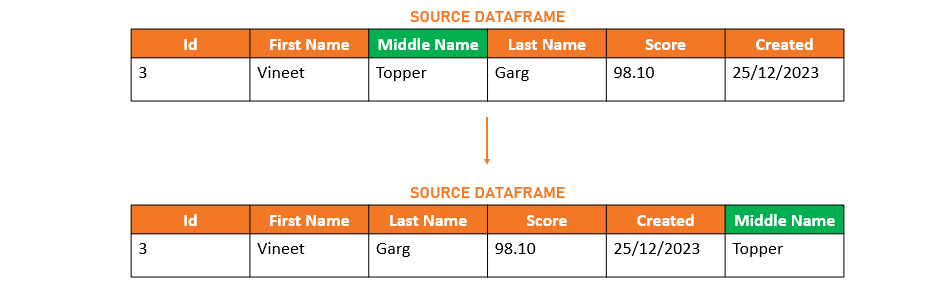 SOURCE DATAFRAME
Id First Name Middle Name Last Name Score Created
3 Vineet Topper Garg 98.10 25/12/2023
SOURCE DATAFRAME
Id First Name Last Name Score Created Middle Name
3 Vineet Garg 98.10 25/12/2023 Topper